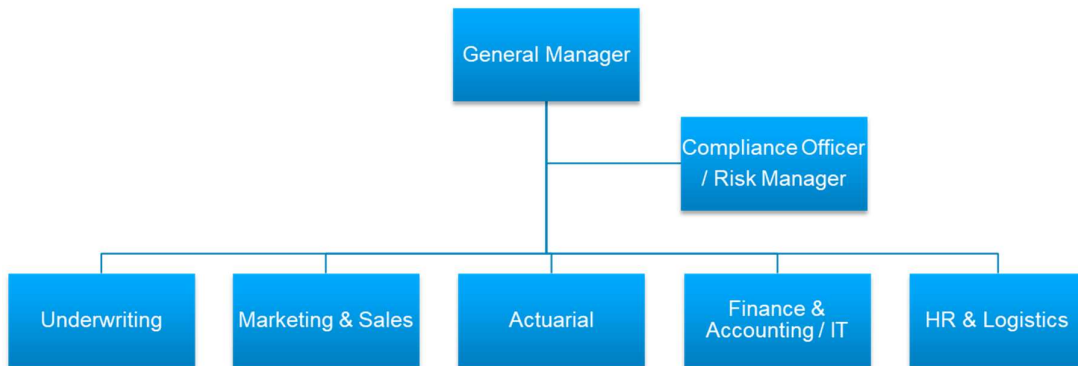 General Manager
Compliance Officer
/ Risk Manager
Underwriting
Marketing & Sales
Actuarial
Finance &
Accounting / IT
HR & Logistics